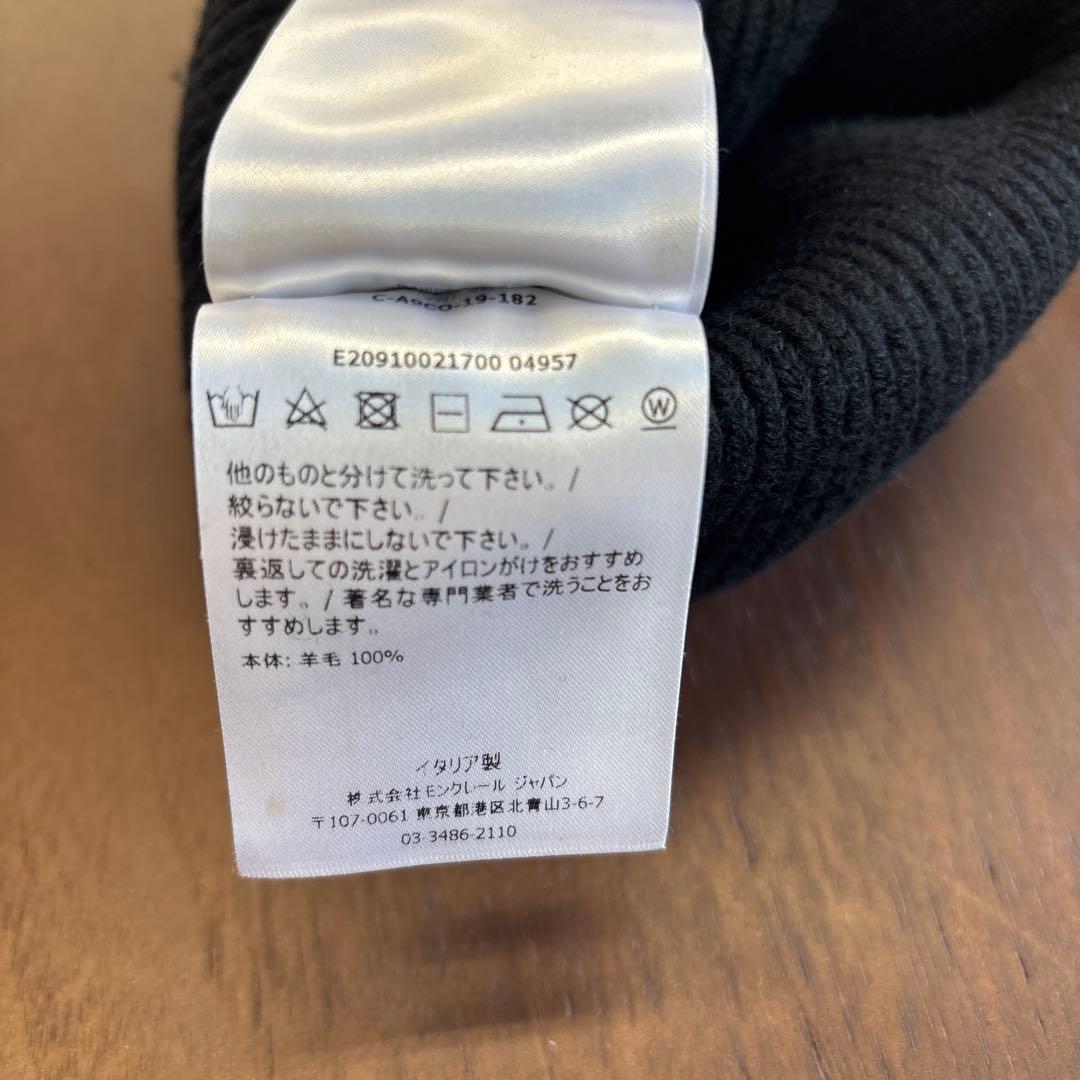 C-A9C0-19-182
E20910021700 04957
W
他のものと分けて洗って下さい。/
絞らないで下さい。/
浸けたままにしないで下さい。/
裏返しての洗濯とアイロンがけをおすすめ
します。/ 著名な専門業者で洗うことをお
すすめします。
本体: 羊毛 100%
イタリア製
株式会社モンクレール ジャパン
〒107-0061 東京都港区北青山3-6-7
03-3486-2110